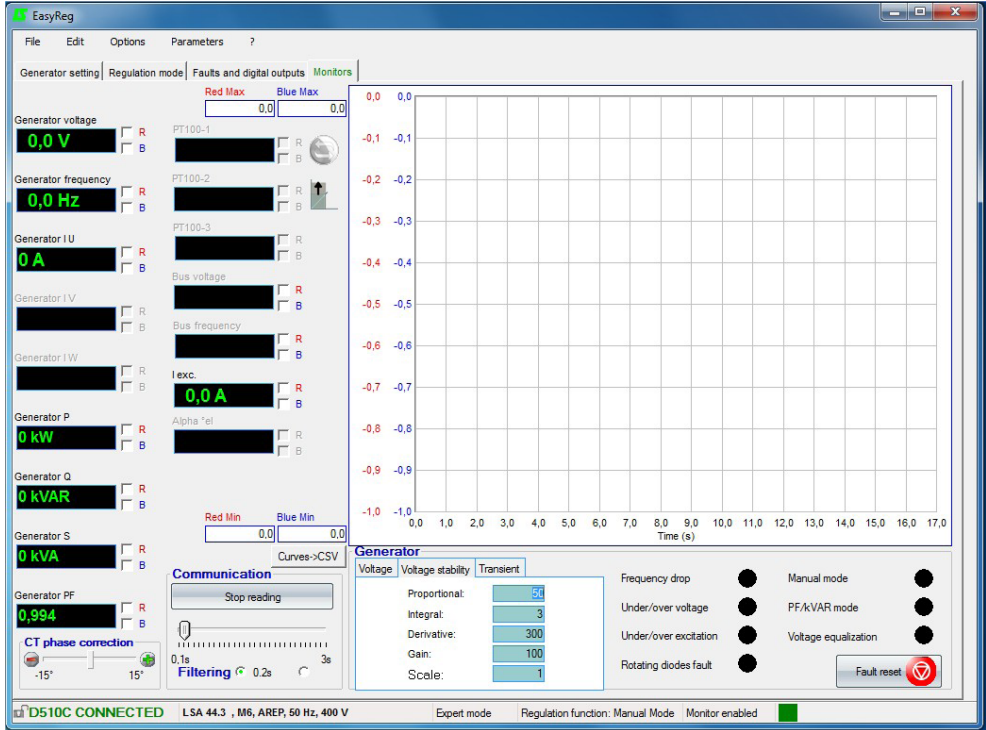 EasyReg
File Edit Options Parameters ?
Generator setting Regulation mode Faults and digital outputs Monitors
Red Max Blue Max
0,0 0,0
Generator voltage
0,0 V
R
B
Generator frequency
0,0 Hz
R
B
Generator I U
0 A
R
B
Generator I V
R
B
Generator I W
R
B
Generator P
0 kW
R
B
Generator Q
0 kVAR
R
B
Generator S
0 kVA
R
B
Generator PF
0,994
R
B
CT phase correction
-15° 15°
PT100-1
R
B
PT100-2
R
B
PT100-3
R
B
Bus voltage
R
B
Bus frequency
R
B
I exc.
0,0 A
R
B
Alpha °el
R
B
Red Min Blue Min
0,0 0,0
Curves->CSV
Communication
Stop reading
0,1s 3s
Filtering 0.2s
0,0 0,0
-0,1 -0,1
-0,2 -0,2
-0,3 -0,3
-0,4 -0,4
-0,5 -0,5
-0,6 -0,6
-0,7 -0,7
-0,8 -0,8
-0,9 -0,9
-1,0 -1,0
0,0 1,0 2,0 3,0 4,0 5,0 6,0 7,0 8,0 9,0 10,0 11,0 12,0 13,0 14,0 15,0 16,0 17,0
Time (s)
Generator
Voltage Voltage stability Transient
Proportional: 50
Integral: 3
Derivative: 300
Gain: 100
Scale: 1
Frequency drop Manual mode
Under/over voltage PF/kVAR mode
Under/over excitation Voltage equalization
Rotating diodes fault Fault reset
D510C CONNECTED LSA 44.3 , M6, AREP, 50 Hz, 400 V Expert mode Regulation function: Manual Mode Monitor enabled